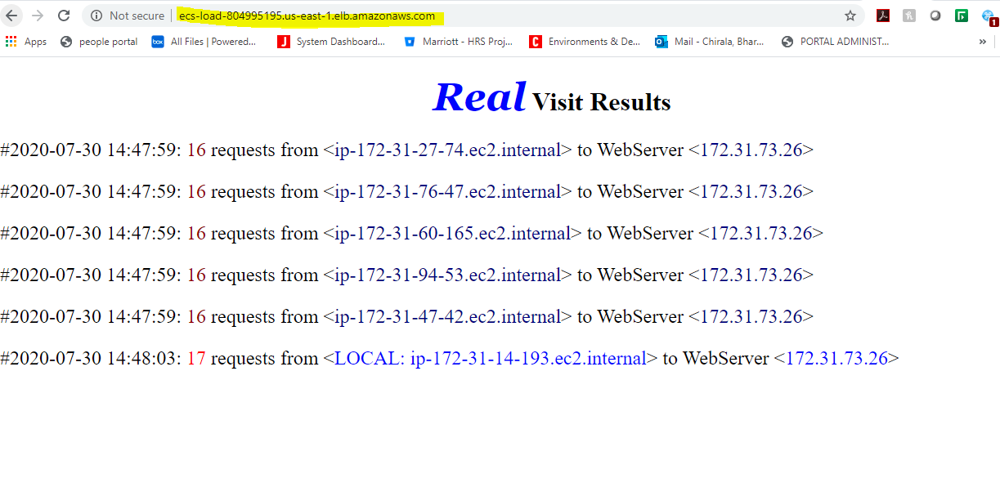 Not secure | ecs-load-804995195.us-east-1.elb.amazonaws.com
1
Apps people portal box All Files | Powered... J System Dashboard... Marriott - HRS Proj... C Environments & De... Mail - Chirala, Bhar... PORTAL ADMINIST... »
Real Visit Results
#2020-07-30 14:47:59: 16 requests from <ip-172-31-27-74.ec2.internal> to WebServer <172.31.73.26>
#2020-07-30 14:47:59: 16 requests from <ip-172-31-76-47.ec2.internal> to WebServer <172.31.73.26>
#2020-07-30 14:47:59: 16 requests from <ip-172-31-60-165.ec2.internal> to WebServer <172.31.73.26>
#2020-07-30 14:47:59: 16 requests from <ip-172-31-94-53.ec2.internal> to WebServer <172.31.73.26>
#2020-07-30 14:47:59: 16 requests from <ip-172-31-47-42.ec2.internal> to WebServer <172.31.73.26>
#2020-07-30 14:48:03: 17 requests from <LOCAL: ip-172-31-14-193.ec2.internal> to WebServer <172.31.73.26>